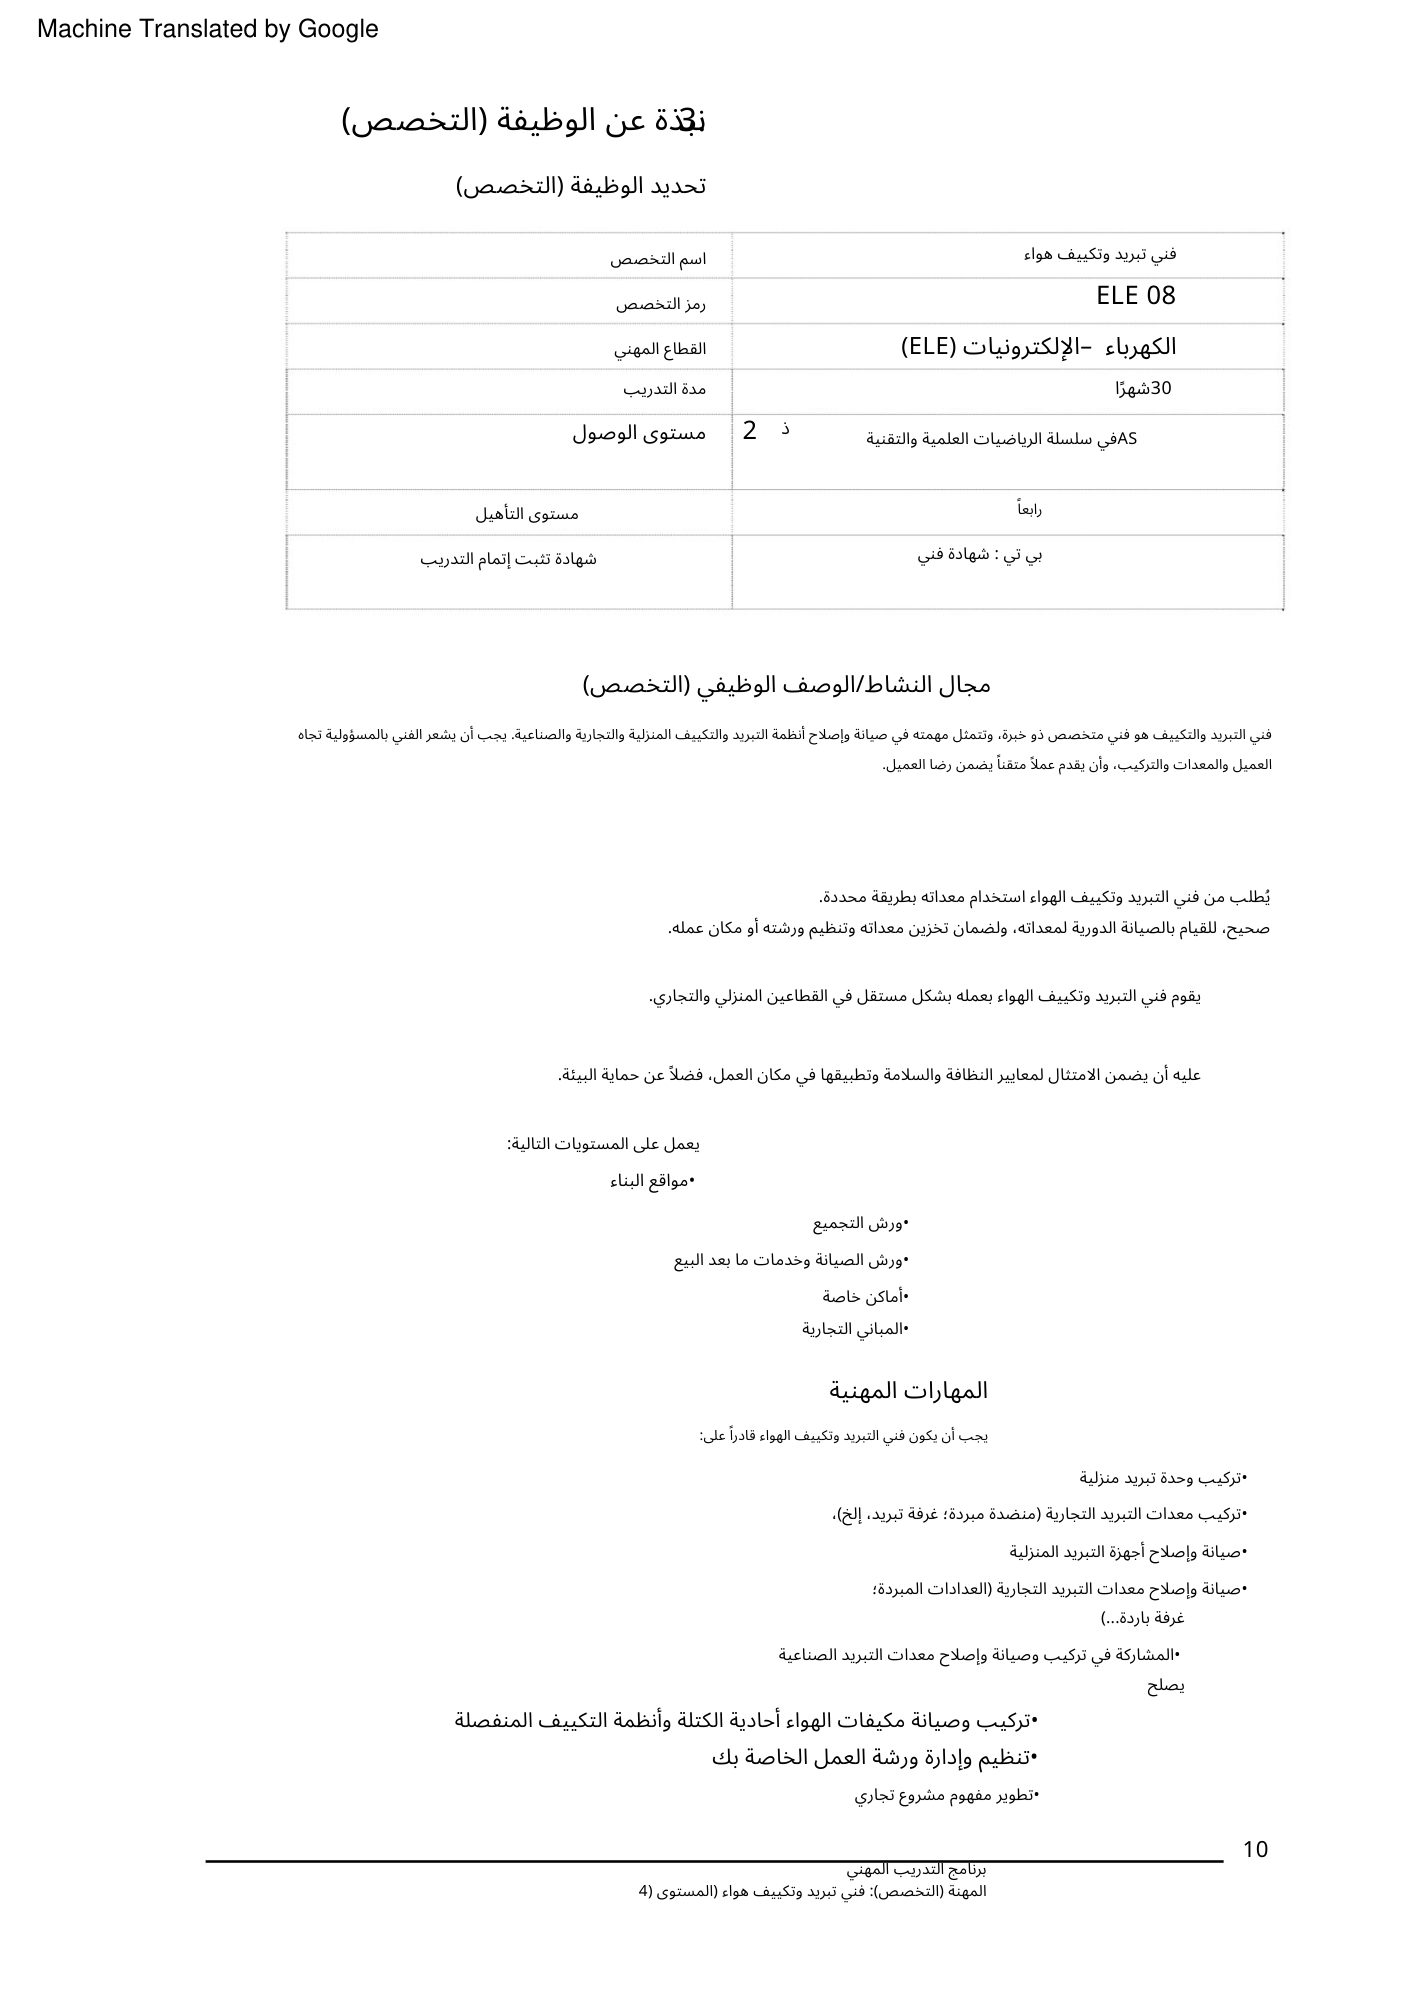 Machine Translated by Google
3. نبذة عن الوظيفة (التخصص)
تحديد الوظيفة (التخصص)
اسم التخصص فني تبريد وتكييف هواء
رمز التخصص ELE 08
القطاع المهني الكهرباء –الإلكترونيات (ELE)
مدة التدريب 30شهرًا
مستوى الوصول 2 ذ ASفي سلسلة الرياضيات العلمية والتقنية
مستوى التأهيل رابعاً
شهادة تثبت إتمام التدريب بي تي : شهادة فني
مجال النشاط/الوصف الوظيفي (التخصص)
فني التبريد والتكييف هو فني متخصص ذو خبرة، وتتمثل مهمته في صيانة وإصلاح أنظمة التبريد والتكييف المنزلية والتجارية والصناعية. يجب أن يشعر الفني بالمسؤولية تجاه
العميل والمعدات والتركيب، وأن يقدم عملاً متقناً يضمن رضا العميل.
يُطلب من فني التبريد وتكييف الهواء استخدام معداته بطريقة محددة.
صحيح، للقيام بالصيانة الدورية لمعداته، ولضمان تخزين معداته وتنظيم ورشته أو مكان عمله.
يقوم فني التبريد وتكييف الهواء بعمله بشكل مستقل في القطاعين المنزلي والتجاري.
عليه أن يضمن الامتثال لمعايير النظافة والسلامة وتطبيقها في مكان العمل، فضلاً عن حماية البيئة.
يعمل على المستويات التالية:
•مواقع البناء
•ورش التجميع
•ورش الصيانة وخدمات ما بعد البيع
•أماكن خاصة
•المباني التجارية
المهارات المهنية
يجب أن يكون فني التبريد وتكييف الهواء قادراً على:
•تركيب وحدة تبريد منزلية
•تركيب معدات التبريد التجارية (منضدة مبردة؛ غرفة تبريد، إلخ)،
•صيانة وإصلاح أجهزة التبريد المنزلية
•صيانة وإصلاح معدات التبريد التجارية (العدادات المبردة؛
غرفة باردة...)
•المشاركة في تركيب وصيانة وإصلاح معدات التبريد الصناعية
يصلح
•تركيب وصيانة مكيفات الهواء أحادية الكتلة وأنظمة التكييف المنفصلة
•تنظيم وإدارة ورشة العمل الخاصة بك
•تطوير مفهوم مشروع تجاري
10
برنامج التدريب المهني
المهنة (التخصص): فني تبريد وتكييف هواء (المستوى 4)